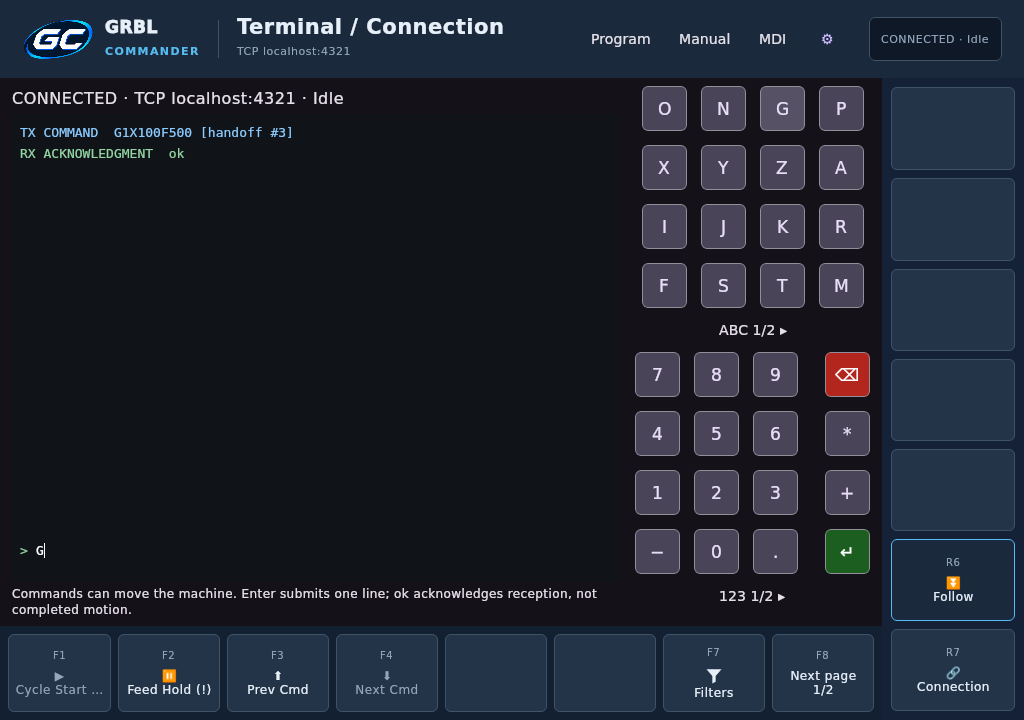 GC
GRBL
COMMANDER
Terminal / Connection
TCP localhost:4321
Program
Manual
MDI
⚙
CONNECTED · Idle
CONNECTED · TCP localhost:4321 · Idle
TX COMMAND  G1X100F500 [handoff #3]
RX ACKNOWLEDGMENT  ok
> G
Commands can move the machine. Enter submits one line; ok acknowledges reception, not
completed motion.
O N G P
X Y Z A
I J K R
F S T M
ABC 1/2 ▸
7 8 9 ⌫
4 5 6 *
1 2 3 +
− 0 . ↵
123 1/2 ▸
R6
⏬
Follow
R7
🔗
Connection
F1
▶
Cycle Start ...
F2
⏸
Feed Hold (!)
F3
⬆
Prev Cmd
F4
⬇
Next Cmd
F7
Filters
F8
Next page
1/2